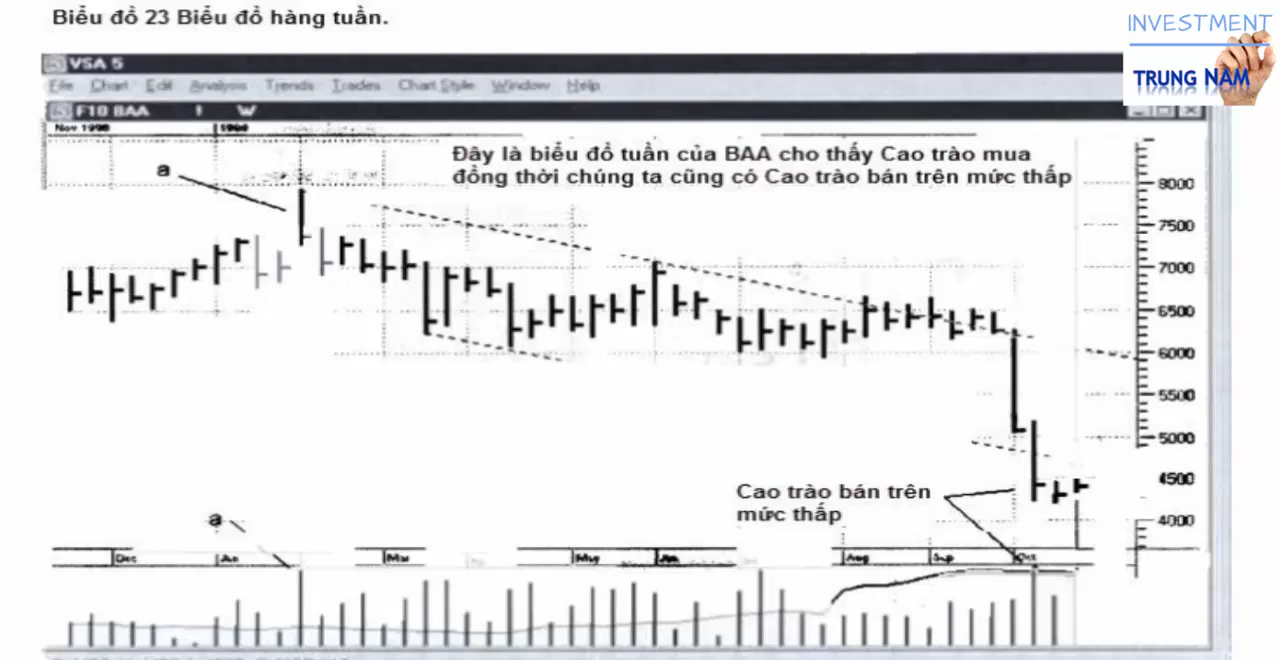 Biểu đồ 23 Biểu đồ hàng tuần.
INVESTMENT
TRUNG NAM
VSA 5
File Chart Edit Analysis Trends Trades Chart Style Window Help
F10 BAA I W
Nov 1998 1999
Đây là biểu đồ tuần của BAA cho thấy Cao trào mua
đồng thời chúng ta cũng có Cao trào bán trên mức thấp
a
8000
7500
7000
6500
6000
5500
5000
4500
4000
Cao trào bán trên
mức thấp
a
Dec Jan Mar May Jun Aug Sep Oct